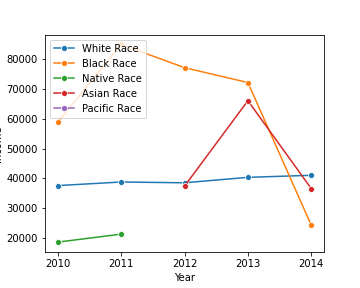 White Race
Black Race
Native Race
Asian Race
Pacific Race
80000
70000
60000
50000
40000
30000
20000
2010
2011
2012
2013
2014
Year